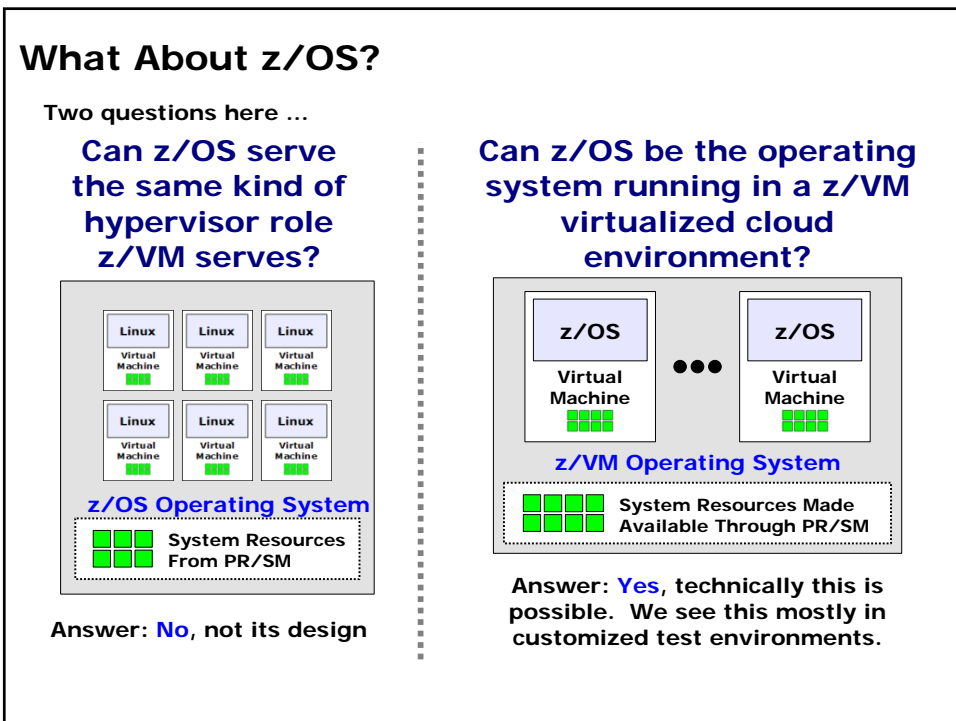 What About z/OS?
Two questions here ...
Can z/OS serve
the same kind of
hypervisor role
z/VM serves?
Linux
Virtual
Machine
Linux
Virtual
Machine
Linux
Virtual
Machine
Linux
Virtual
Machine
Linux
Virtual
Machine
Linux
Virtual
Machine
z/OS Operating System
System Resources
From PR/SM
Answer: No, not its design
Can z/OS be the operating
system running in a z/VM
virtualized cloud
environment?
z/OS
Virtual
Machine
z/OS
Virtual
Machine
z/VM Operating System
System Resources Made
Available Through PR/SM
Answer: Yes, technically this is
possible. We see this mostly in
customized test environments.